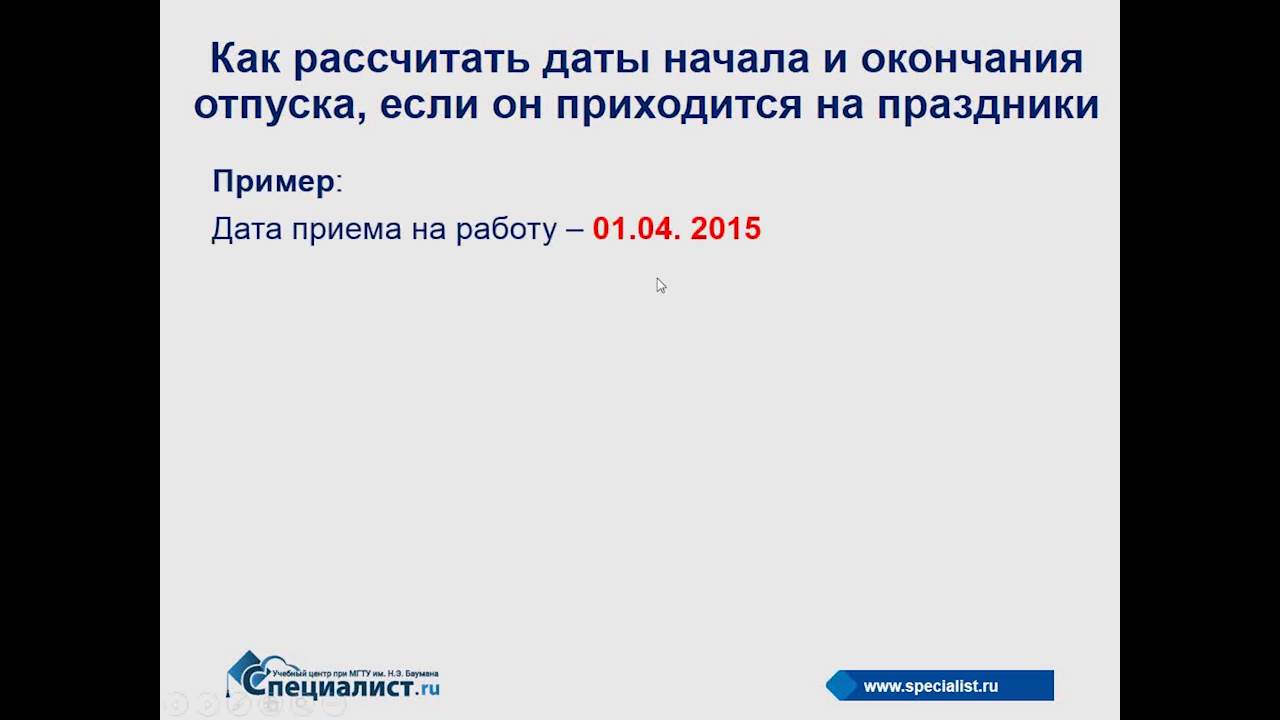 Как рассчитать даты начала и окончания
отпуска, если он приходится на праздники
Пример:
Дата приема на работу – 01.04. 2015
Учебный центр при МГТУ им. Н.Э. Баумана
Специалист.ru
www.specialist.ru